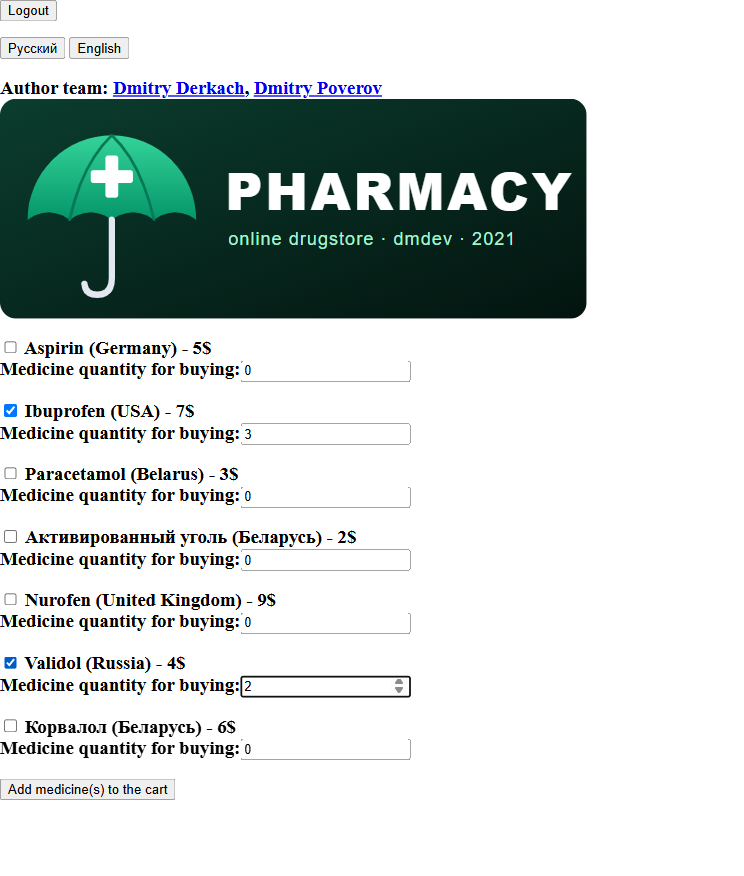 Logout
Русский English
Author team: Dmitry Derkach, Dmitry Poverov
PHARMACY
online drugstore · dmdev · 2021
Aspirin (Germany) - 5$
Medicine quantity for buying: 0
Ibuprofen (USA) - 7$
Medicine quantity for buying: 3
Paracetamol (Belarus) - 3$
Medicine quantity for buying: 0
Активированный уголь (Беларусь) - 2$
Medicine quantity for buying: 0
Nurofen (United Kingdom) - 9$
Medicine quantity for buying: 0
Validol (Russia) - 4$
Medicine quantity for buying: 2
Корвалол (Беларусь) - 6$
Medicine quantity for buying: 0
Add medicine(s) to the cart